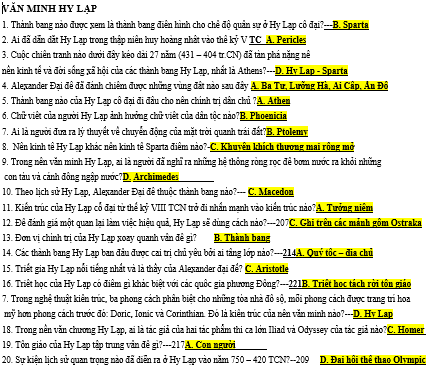 VĂN MINH HY LẠP
1. Thành bang nào được xem là thành bang điển hình cho chế độ quân sự ở Hy Lạp cổ đại?---B. Sparta
2. Ai đã dẫn dắt Hy Lạp trong thập niên huy hoàng nhất vào thế kỷ V TC A. Pericles
3. Cuộc chiến tranh nào dưới đây kéo dài 27 năm (431 – 404 tr.CN) đã tàn phá nặng nề
nền kinh tế và đời sống xã hội của các thành bang Hy Lạp, nhất là Athens?---D. Hy Lap - Sparta
4. Alexander Đại đế đã đánh chiếm được những vùng đất nào sau đây A. Ba Tư, Lưỡng Hà, Ai Cập, Ấn Độ
5. Thành bang nào của Hy Lạp cổ đại đi đầu cho nền chính trị dân chủ ?A. Athen
6. Chữ viết của người Hy Lạp ảnh hưởng chữ viết của dân tộc nào?B. Phoenicia
7. Ai là người đưa ra lý thuyết về chuyển động của mặt trời quanh trái đất?B. Ptolemy
8. Nền kinh tế Hy Lạp khác nền kinh tế Sparta điểm nào?-C. Khuyến khích thương mại rộng mở
9. Trong nền văn minh Hy Lạp, ai là người đã nghĩ ra những hệ thống ròng rọc để bơm nước ra khỏi những
con tàu và cánh đồng ngập nước?D. Archimedes
10. Theo lịch sử Hy Lạp, Alexander Đại đế thuộc thành bang nào?--- C. Macedon
11. Kiến trúc của Hy Lạp cổ đại từ thế kỷ VIII TCN trở đi nhấn mạnh vào kiến trúc nào?A. Tưởng niệm
12. Để đánh giá một quan lại làm việc hiệu quả, Hy Lạp sẽ dùng cách nào?---207C. Ghi trên các mảnh gốm Ostraka
13. Đơn vị chính trị của Hy Lạp xoay quanh vấn đề gì? B. Thành bang
14. Các thành bang Hy Lạp ban đầu được cai trị chủ yếu bởi ai tầng lớp nào?---214A. Quý tộc – địa chủ
15. Triết gia Hy Lạp nổi tiếng nhất và là thầy của Alexander đại đế? C. Aristotle
16. Triết học của Hy Lạp có điểm gì khác biệt với các quốc gia phương Đông?---221B. Triết học tách rời tôn giáo
7. Trong nghệ thuật kiến trúc, ba phong cách phân biệt cho những tòa nhà đồ sộ, mỗi phong cách được trang trí hoa
mỹ hơn phong cách trước đó: Doric, Ionic và Corinthian. Đó là kiến trúc của nền văn minh nào?---D. Hy Lap
18. Trong nền văn chương Hy Lạp, ai là tác giả của hai tác phẩm thi ca lớn Iliad và Odyssey của tác giả nào?C. Homer
19. Tôn giáo của Hy Lạp tập trung vấn đề gì?---217A. Con người
20. Sự kiện lịch sử quan trọng nào đã diễn ra ở Hy Lạp vào năm 750 – 420 TCN?--209 D. Đại hội thể thao Olympic